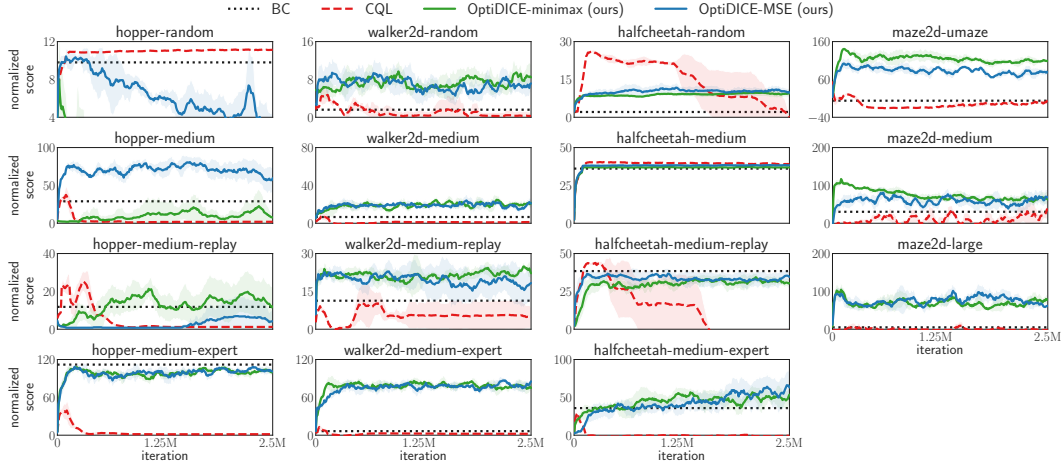 BC CQL OptiDICE-minimax (ours) OptiDICE-MSE (ours)
hopper-random walker2d-random halfcheetah-random maze2d-umaze
normalized score
12 8 4
16 8 0
30 15 0
160 60 −40
hopper-medium walker2d-medium halfcheetah-medium maze2d-medium
normalized score
100 50 0
80 40 0
50 25 0
200 100 0
hopper-medium-replay walker2d-medium-replay halfcheetah-medium-replay maze2d-large
normalized score
40 20 0
30 15 0
50 25 0
200 100 0
0 1.25M 2.5M
iteration
hopper-medium-expert walker2d-medium-expert halfcheetah-medium-expert
normalized score
120 60 0
120 60 0
100 50 0
0 1.25M 2.5M
0 1.25M 2.5M
0 1.25M 2.5M
iteration iteration iteration